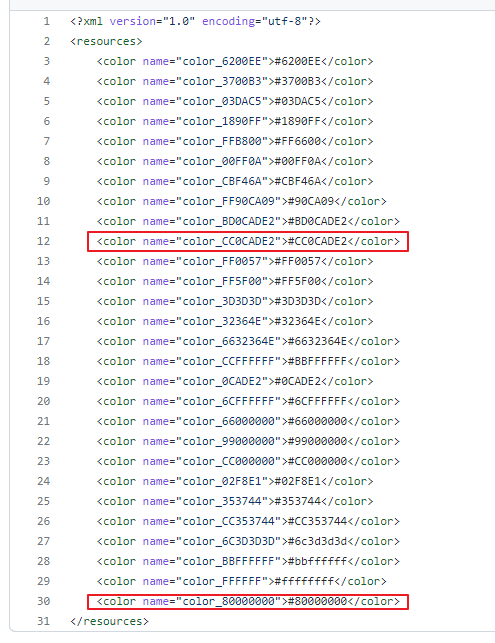 1 <?xml version="1.0" encoding="utf-8"?>
2 <resources>
3 <color name="color_6200EE">#6200EE</color>
4 <color name="color_3700B3">#3700B3</color>
5 <color name="color_03DAC5">#03DAC5</color>
6 <color name="color_1890FF">#1890FF</color>
7 <color name="color_FFB800">#FF6600</color>
8 <color name="color_00FF0A">#00FF0A</color>
9 <color name="color_CBF46A">#CBF46A</color>
10 <color name="color_FF90CA09">#90CA09</color>
11 <color name="color_BD0CADE2">#BD0CADE2</color>
12 <color name="color_CC0CADE2">#CC0CADE2</color>
13 <color name="color_FF0057">#FF0057</color>
14 <color name="color_FF5F00">#FF5F00</color>
15 <color name="color_3D3D3D">#3D3D3D</color>
16 <color name="color_32364E">#32364E</color>
17 <color name="color_6632364E">#6632364E</color>
18 <color name="color_CCFFFFFF">#BBFFFFFF</color>
19 <color name="color_0CADE2">#0CADE2</color>
20 <color name="color_6CFFFFFF">#6CFFFFFF</color>
21 <color name="color_66000000">#66000000</color>
22 <color name="color_99000000">#99000000</color>
23 <color name="color_CC000000">#CC000000</color>
24 <color name="color_02F8E1">#02F8E1</color>
25 <color name="color_353744">#353744</color>
26 <color name="color_CC353744">#CC353744</color>
27 <color name="color_6C3D3D3D">#6c3d3d3d</color>
28 <color name="color_BBFFFFFF">#bbffffff</color>
29 <color name="color_FFFFFF">#ffffffff</color>
30 <color name="color_80000000">#80000000</color>
31 </resources>